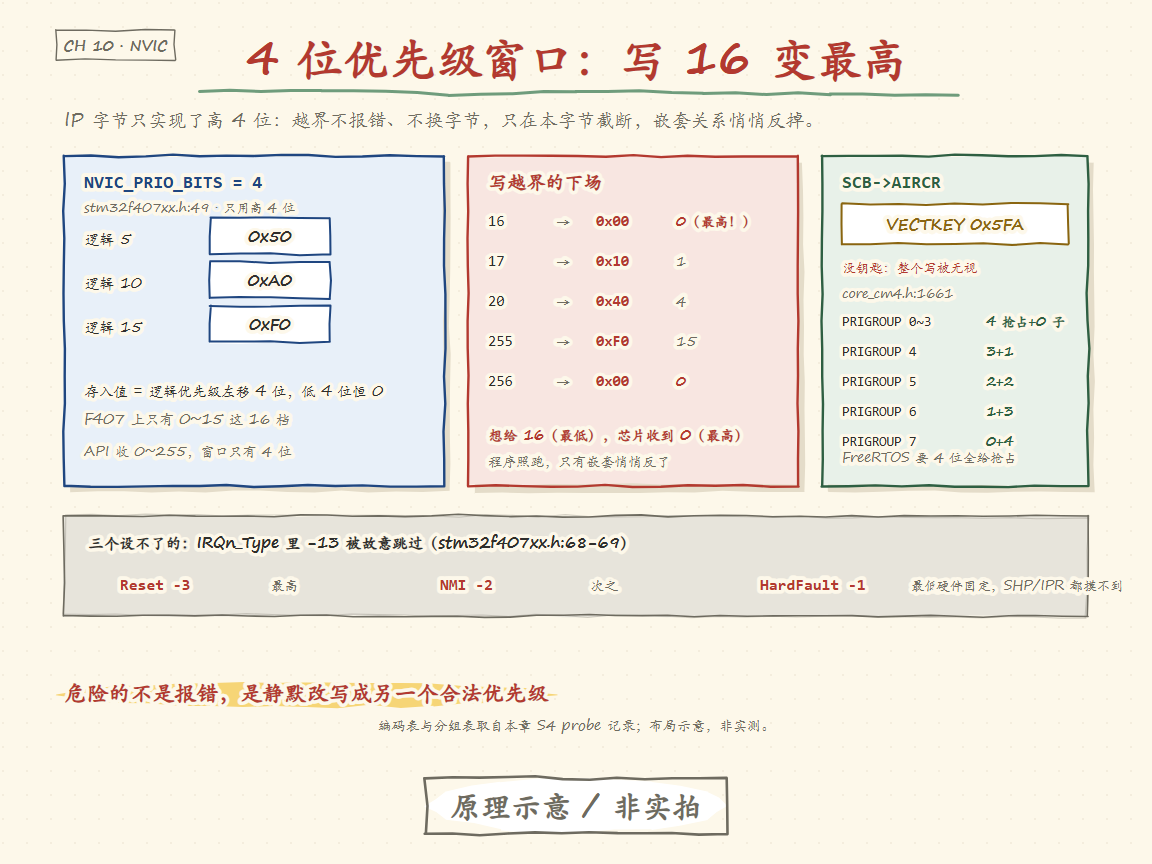 CH 10 · NVIC
4 位优先级窗口：写 16 变最高
IP 字节只实现了高 4 位：越界不报错、不换字节，只在本字节截断，嵌套关系悄悄反掉。
NVIC_PRIO_BITS = 4
stm32f407xx.h:49 · 只用高 4 位
逻辑 5 0x50
逻辑 10 0xA0
逻辑 15 0xF0
存入值 = 逻辑优先级左移 4 位，低 4 位恒 0
F407 上只有 0~15 这 16 档
API 收 0~255，窗口只有 4 位
写越界的下场
16 → 0x00 0（最高！）
17 → 0x10 1
20 → 0x40 4
255 → 0xF0 15
256 → 0x00 0
想给 16（最低），芯片收到 0（最高）
程序照跑，只有嵌套悄悄反了
SCB->AIRCR
VECTKEY 0x5FA
没钥匙：整个写被无视
core_cm4.h:1661
PRIGROUP 0~3 4 抢占+0 子
PRIGROUP 4 3+1
PRIGROUP 5 2+2
PRIGROUP 6 1+3
PRIGROUP 7 0+4
FreeRTOS 要 4 位全给抢占
三个设不了的：IRQn_Type 里 -13 被故意跳过（stm32f407xx.h:68-69）
Reset -3 最高 NMI -2 次之 HardFault -1 最低硬件固定，SHP/IPR 都摸不到
危险的不是报错，是静默改写成另一个合法优先级
编码表与分组表取自本章 S4 probe 记录；布局示意，非实测。
原理示意 / 非实拍